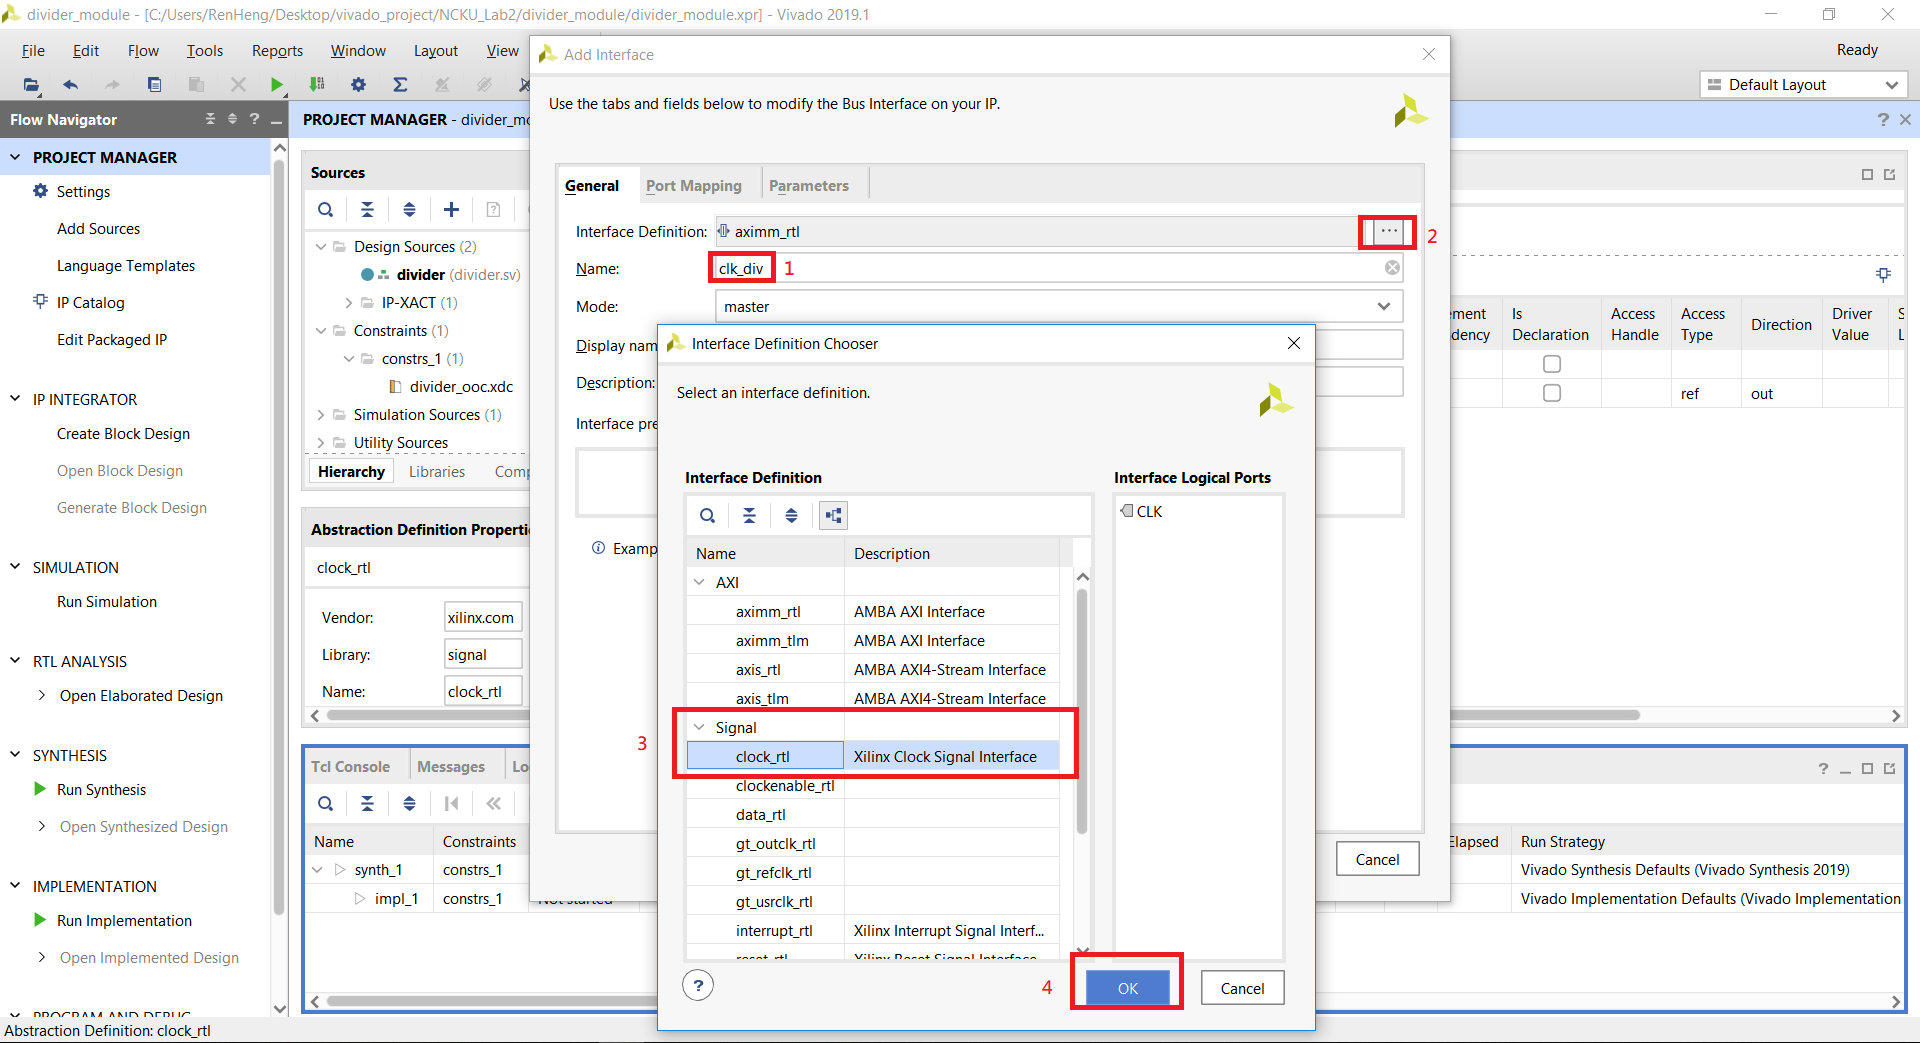 divider_module - [C:/Users/RenHeng/Desktop/vivado_project/NCKU_Lab2/divider_module/divider_module.xpr] - Vivado 2019.1
File Edit Flow Tools Reports Window Layout View
Ready
Default Layout
Flow Navigator
PROJECT MANAGER
Settings
Add Sources
Language Templates
IP Catalog
Edit Packaged IP
IP INTEGRATOR
Create Block Design
Open Block Design
Generate Block Design
SIMULATION
Run Simulation
RTL ANALYSIS
Open Elaborated Design
SYNTHESIS
Run Synthesis
Open Synthesized Design
IMPLEMENTATION
Run Implementation
Open Implemented Design
PROGRAM AND DEBUG
Abstraction Definition: clock_rtl
PROJECT MANAGER - divider_mo
Sources
Design Sources (2)
divider (divider.sv)
IP-XACT (1)
Constraints (1)
constrs_1 (1)
divider_ooc.xdc
Simulation Sources (1)
Utility Sources
Hierarchy Libraries Comp
Abstraction Definition Properti
clock_rtl
Vendor: xilinx.com
Library: signal
Name: clock_rtl
Tcl Console Messages Lo
Name Constraints
synth_1 constrs_1
impl_1 constrs_1 Not started
Add Interface
Use the tabs and fields below to modify the Bus Interface on your IP.
General Port Mapping Parameters
Interface Definition: aximm_rtl ... 2
Name: clk_div 1
Mode: master
Display nam
Description:
Interface pre
Examp
Cancel
Interface Definition Chooser
Select an interface definition.
Interface Definition
Name Description
AXI
aximm_rtl AMBA AXI Interface
aximm_tlm AMBA AXI Interface
axis_rtl AMBA AXI4-Stream Interface
axis_tlm AMBA AXI4-Stream Interface
Signal
3
clock_rtl Xilinx Clock Signal Interface
clockenable_rtl
data_rtl
gt_outclk_rtl
gt_refclk_rtl
gt_usrclk_rtl
interrupt_rtl Xilinx Interrupt Signal Interf...
reset_rtl Xilinx Reset Signal Interface
Interface Logical Ports
CLK
? 4 OK Cancel
ement dency
Is Declaration
Access Handle
Access Type
Direction
Driver Value
S L
ref out
Elapsed Run Strategy
Vivado Synthesis Defaults (Vivado Synthesis 2019)
Vivado Implementation Defaults (Vivado Implementation